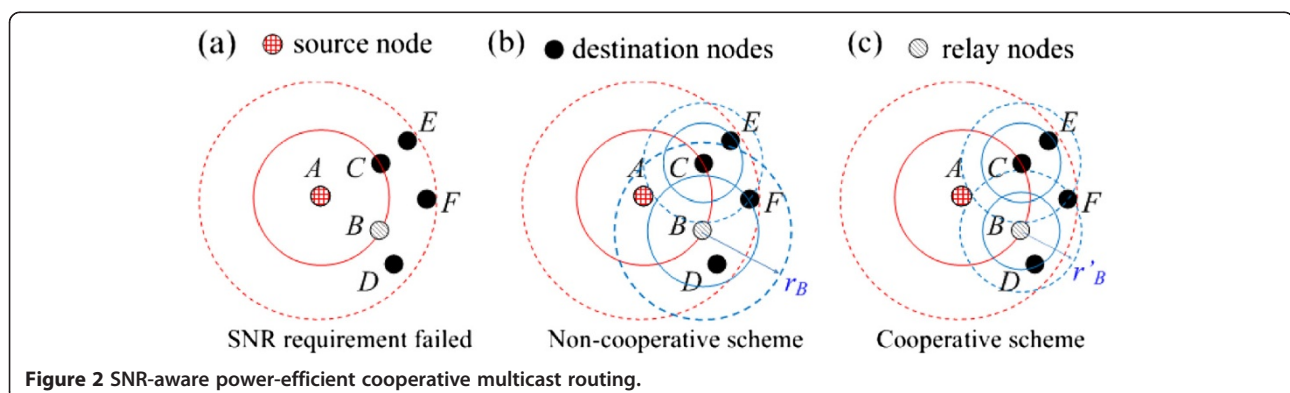 (a) source node (b) destination nodes (c) relay nodes
A C E F B D
A C E F B D r_B
A C E F B D r'_B
SNR requirement failed Non-cooperative scheme Cooperative scheme
Figure 2 SNR-aware power-efficient cooperative multicast routing.